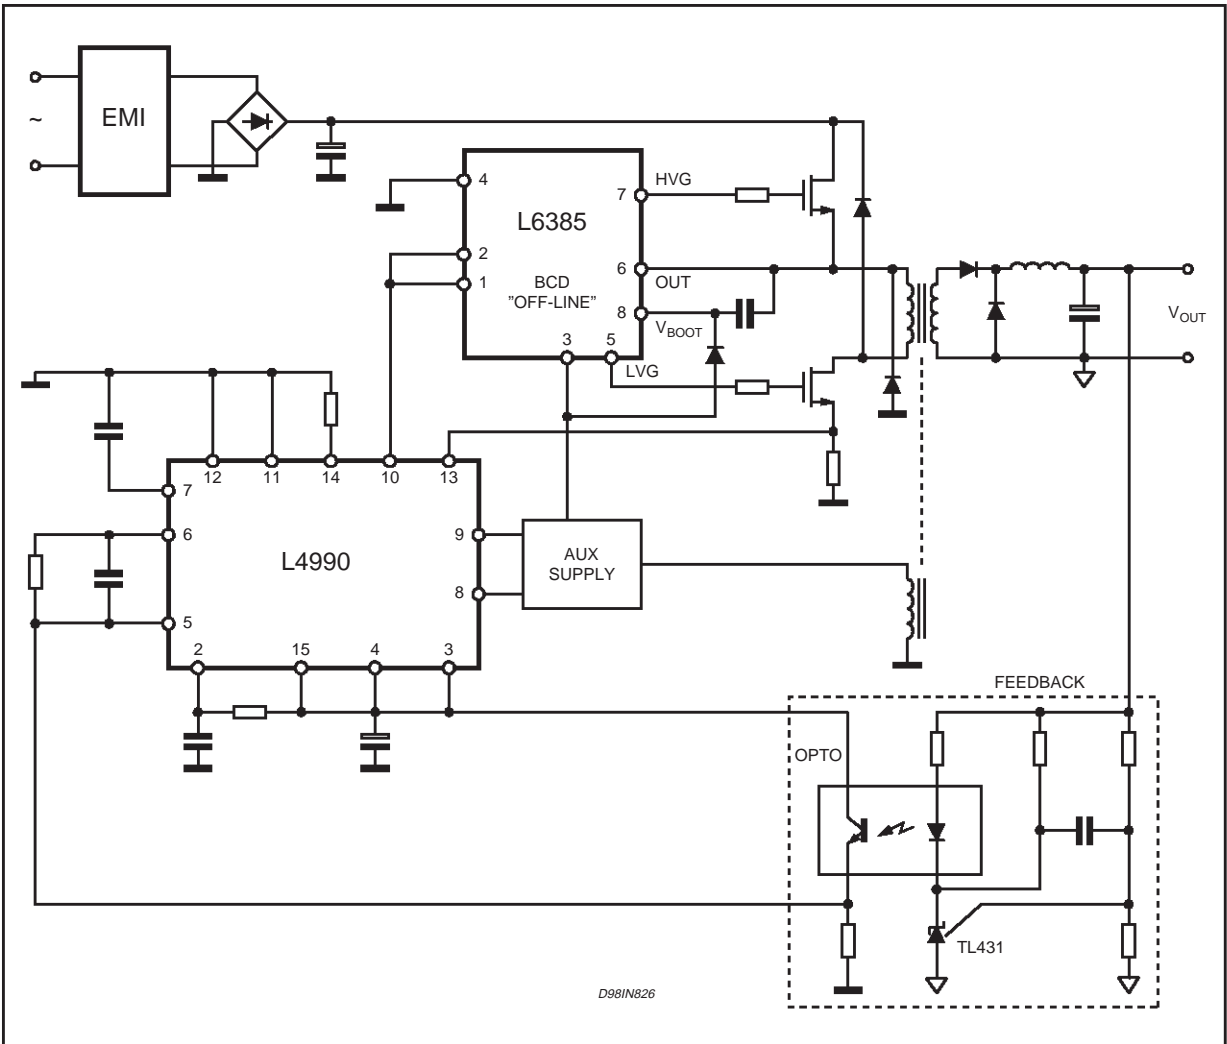 EMI
~
4
7
HVG
L6385
2
6
1
OUT
BCD
"OFF-LINE"
8
VBOOT
VOUT
3
5
LVG
12
11
14
10
13
7
6
9
L4990
AUX
SUPPLY
8
5
2
15
4
3
FEEDBACK
OPTO
TL431
D98IN826